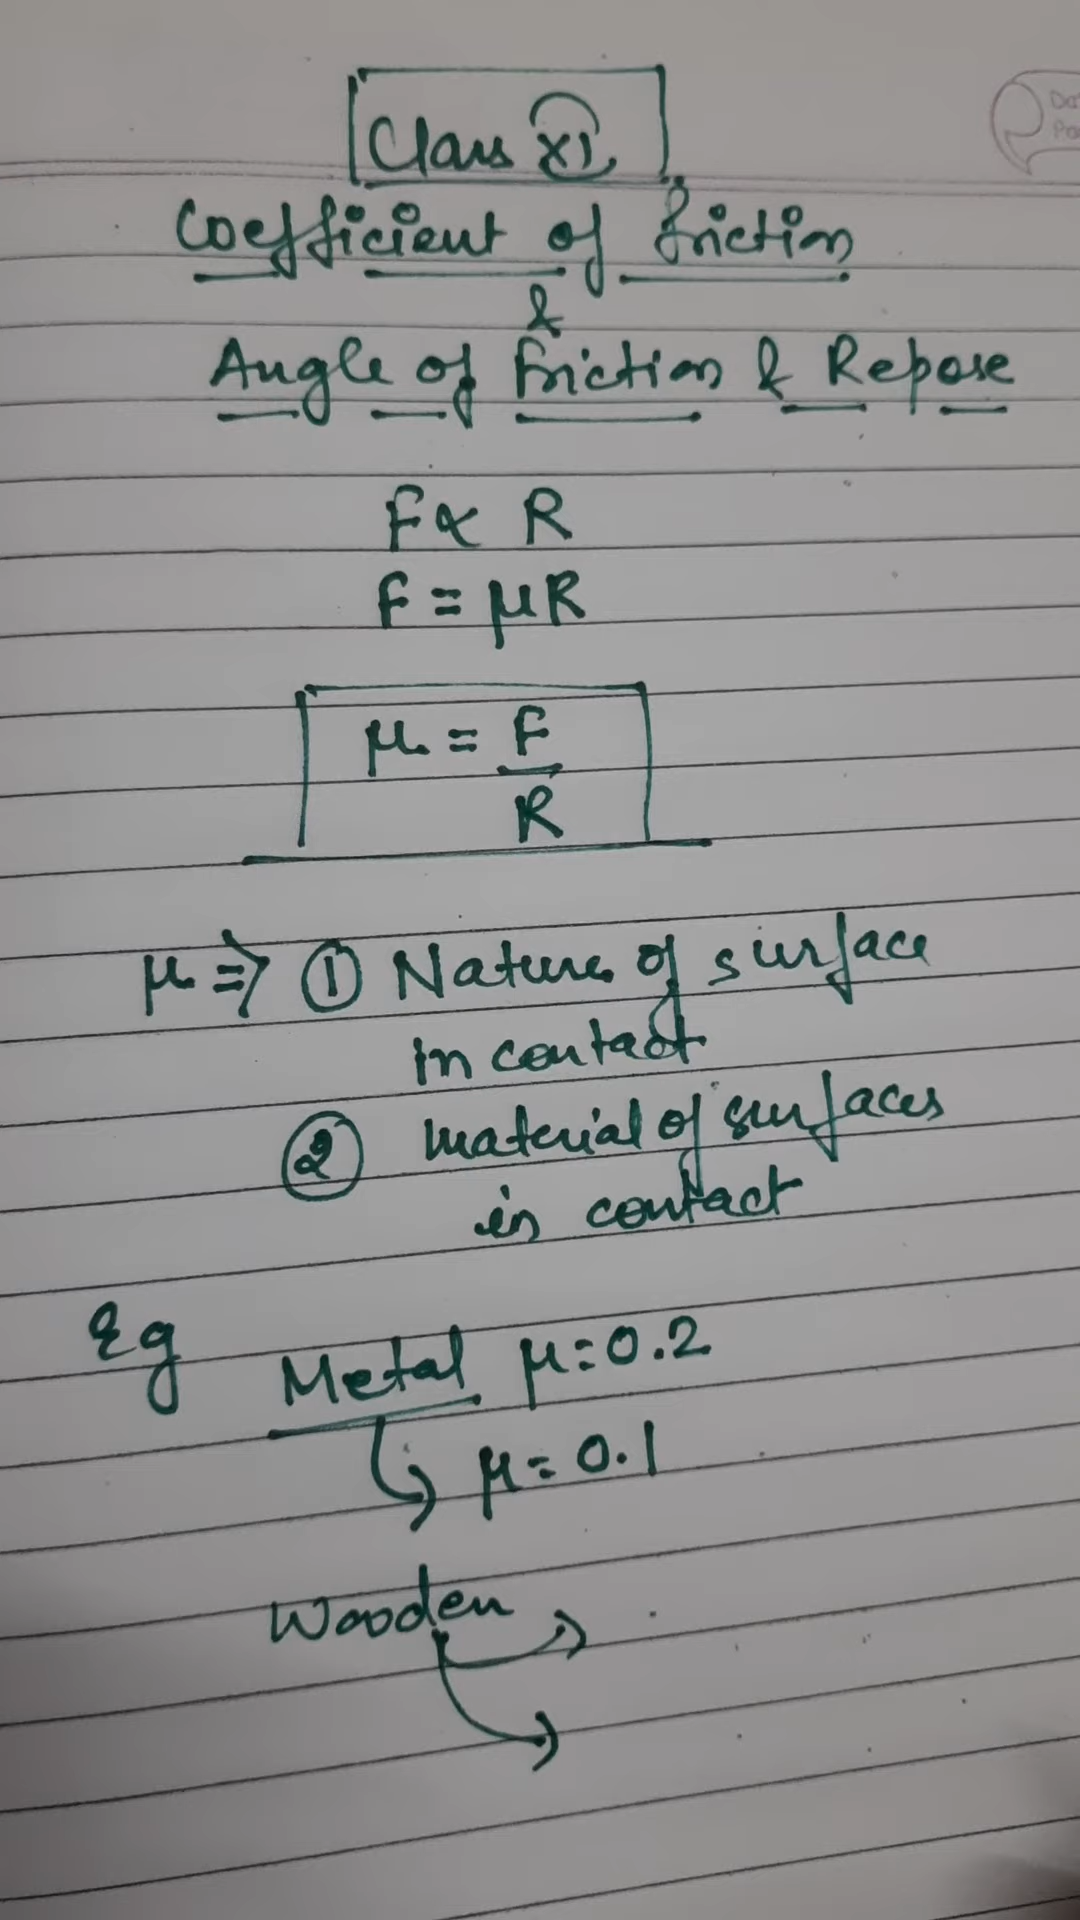 Class XI
Coefficient of friction
&
Angle of friction & Repose
F ∝ R
F = μR
μ = F
R
μ ⇒ ① Nature of surface
in contact
② material of surfaces
in contact
Eg
Metal μ = 0.2
↳ μ = 0.1
Wooden →
→